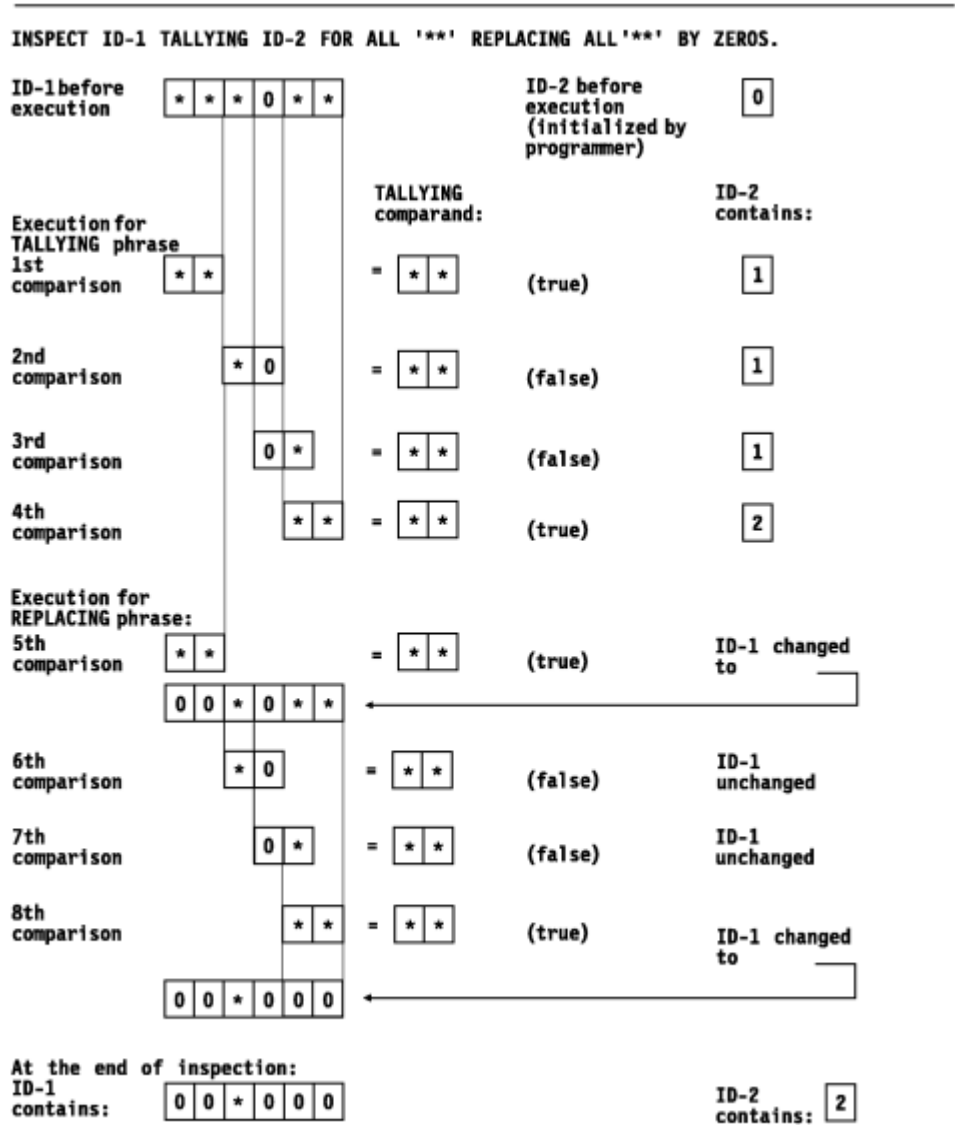 INSPECT ID-1 TALLYING ID-2 FOR ALL '**' REPLACING ALL'**' BY ZEROS.
ID-1 before
execution
* * * 0 * *
ID-2 before
execution
(initialized by
programmer)
0
TALLYING
comparand:
ID-2
contains:
Execution for
TALLYING phrase
1st
comparison
* * = * * (true) 1
2nd
comparison
* 0 = * * (false) 1
3rd
comparison
0 * = * * (false) 1
4th
comparison
* * = * * (true) 2
Execution for
REPLACING phrase:
5th
comparison
* * = * * (true)
ID-1 changed
to
0 0 * 0 * *
6th
comparison
* 0 = * * (false)
ID-1
unchanged
7th
comparison
0 * = * * (false)
ID-1
unchanged
8th
comparison
* * = * * (true)
ID-1 changed
to
0 0 * 0 0 0
At the end of inspection:
ID-1
contains:
0 0 * 0 0 0
ID-2
contains: 2